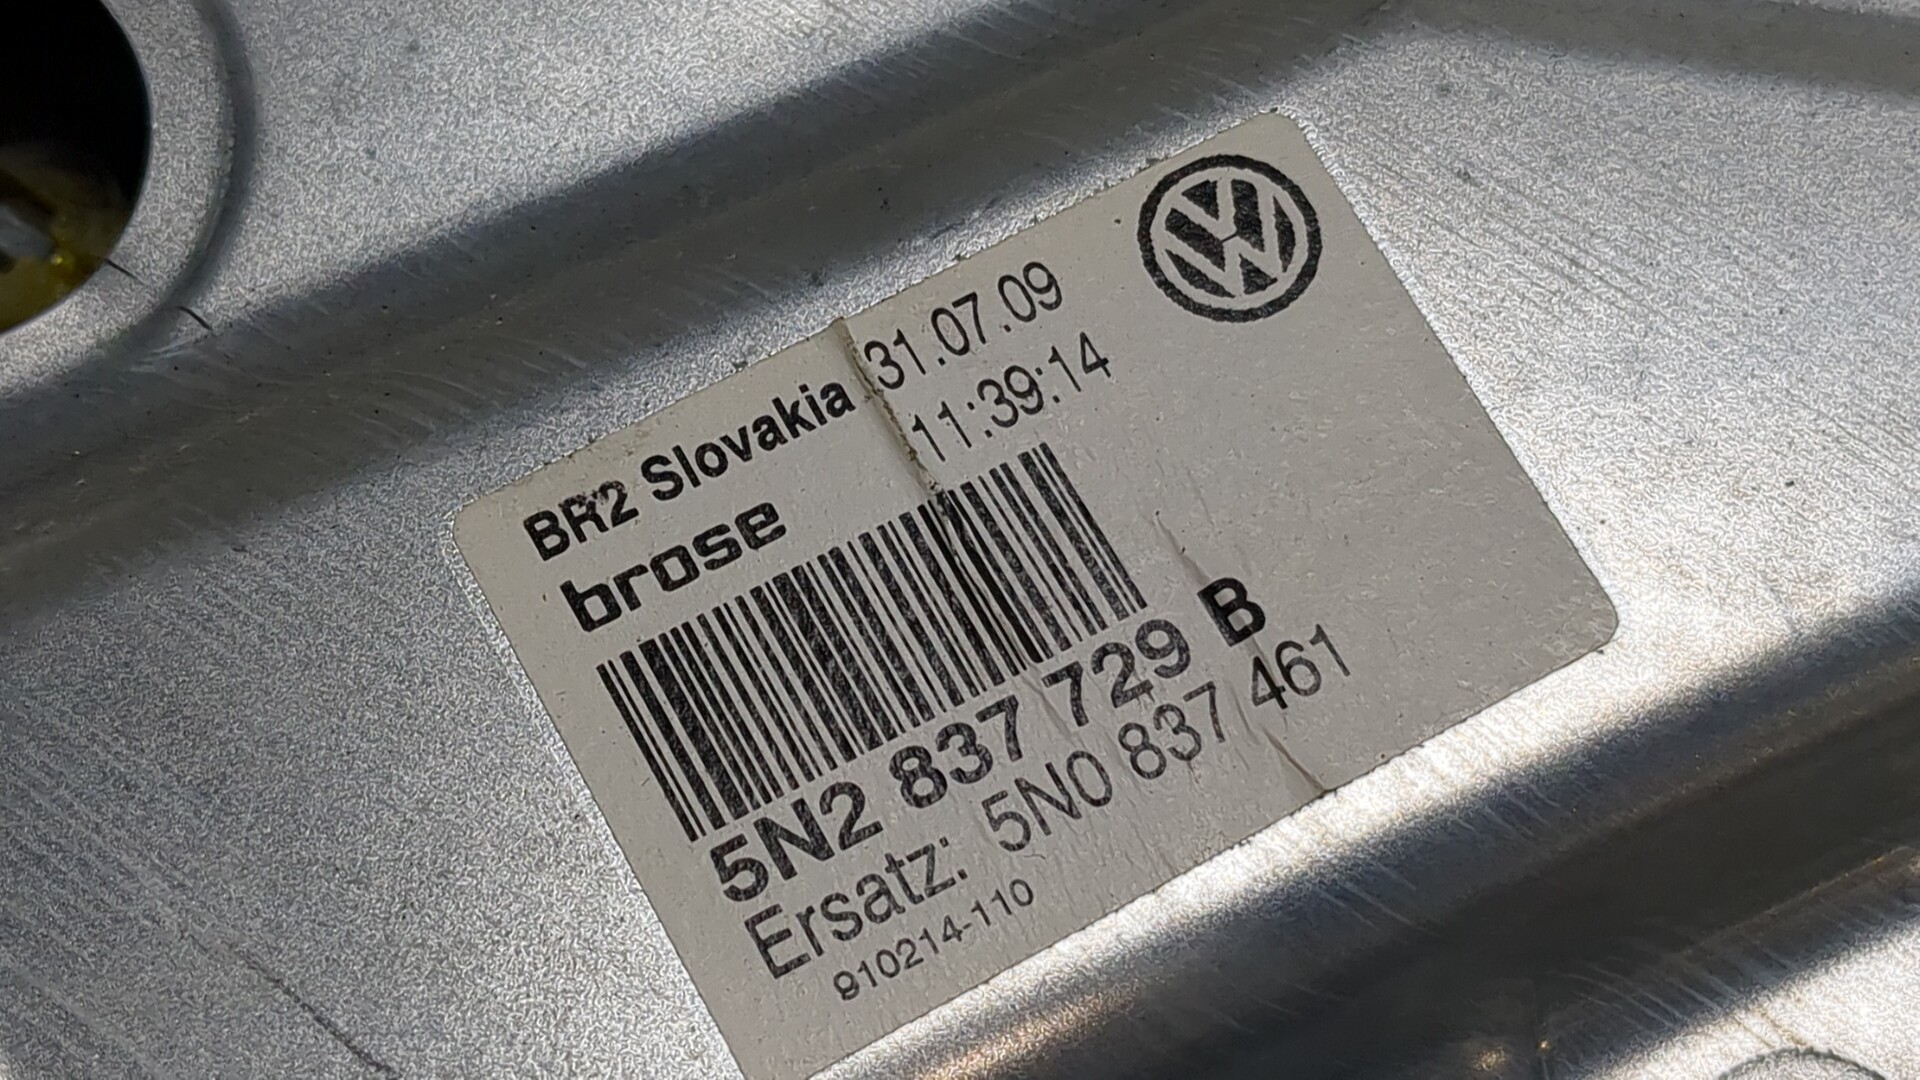 BR2 Slovakia 31.07.09
brose 11:39:14
5N2 837 729 B
Ersatz: 5N0 837 461
910214-110